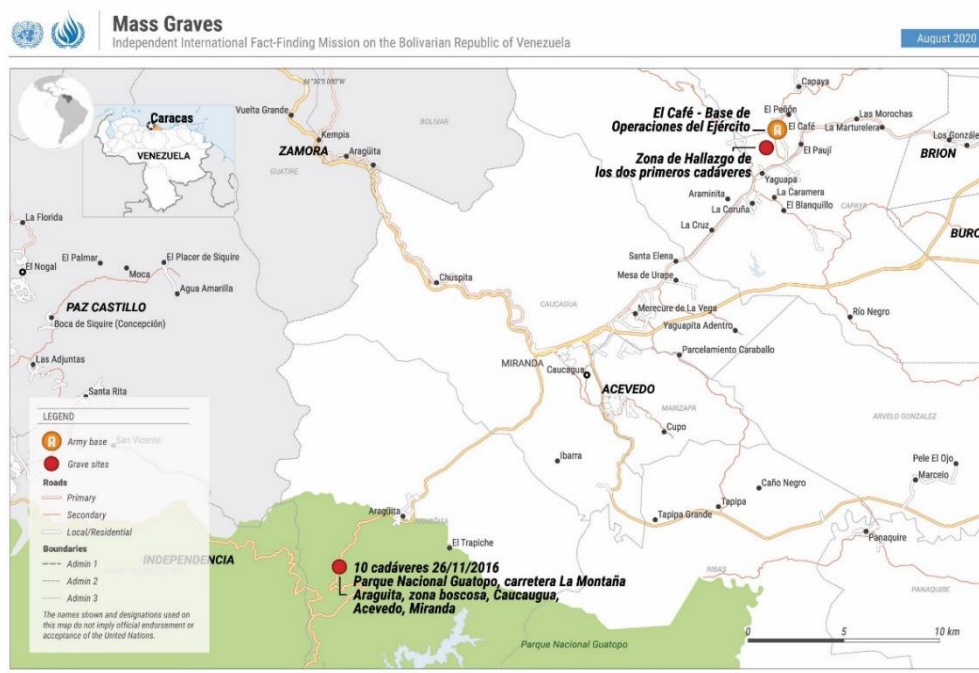 Mass Graves
Independent International Fact-Finding Mission on the Bolivarian Republic of Venezuela
August 2020
66°30'0.000"W
Caracas
VENEZUELA
Vuelta Grande
BOLIVAR
Kempis
ZAMORA
Aragüita
GUATIRE
Capaya
El Peñón
El Café - Base de
Operaciones del Ejército
El Café
Las Morochas
La Marturelera
Los Gonzále
BRION
El Paují
Zona de Hallazgo de
los dos primeros cadáveres
Yaguapa
Araminita
La Caramera
La Coruña
El Blanquillo
CAPAYA
La Florida
La Cruz
BURO
El Nogal
El Palmar
Moca
El Placer de Siquire
Agua Amarilla
Santa Elena
Mesa de Urape
Chuspita
CAUCAGUA
PAZ CASTILLO
Boca de Siquire (Concepción)
Merecure de La Vega
Yaguapita Adentro
Río Negro
Las Adjuntas
MIRANDA
Caucagua
Parcelamiento Caraballo
ACEVEDO
Santa Rita
MARIZAPA
ARVELO GONZALEZ
Cupo
San Vicente
Ibarra
Pele El Ojo
Marcelo
Caño Negro
Tapipa
Tapipa Grande
Aragüita
Panaquire
El Trapiche
INDEPENDENCIA
10 cadáveres 26/11/2016
Parque Nacional Guatopo, carretera La Montaña
Araguita, zona boscosa, Caucaugua,
Acevedo, Miranda
RIBAS
PANAQUIRE
Parque Nacional Guatopo
0 5 10 km
LEGEND
Army base
Grave sites
Roads
Primary
Secondary
Local/Residential
Boundaries
Admin 1
Admin 2
Admin 3
The names shown and designations used on
this map do not imply official endorsement or
acceptance of the United Nations.